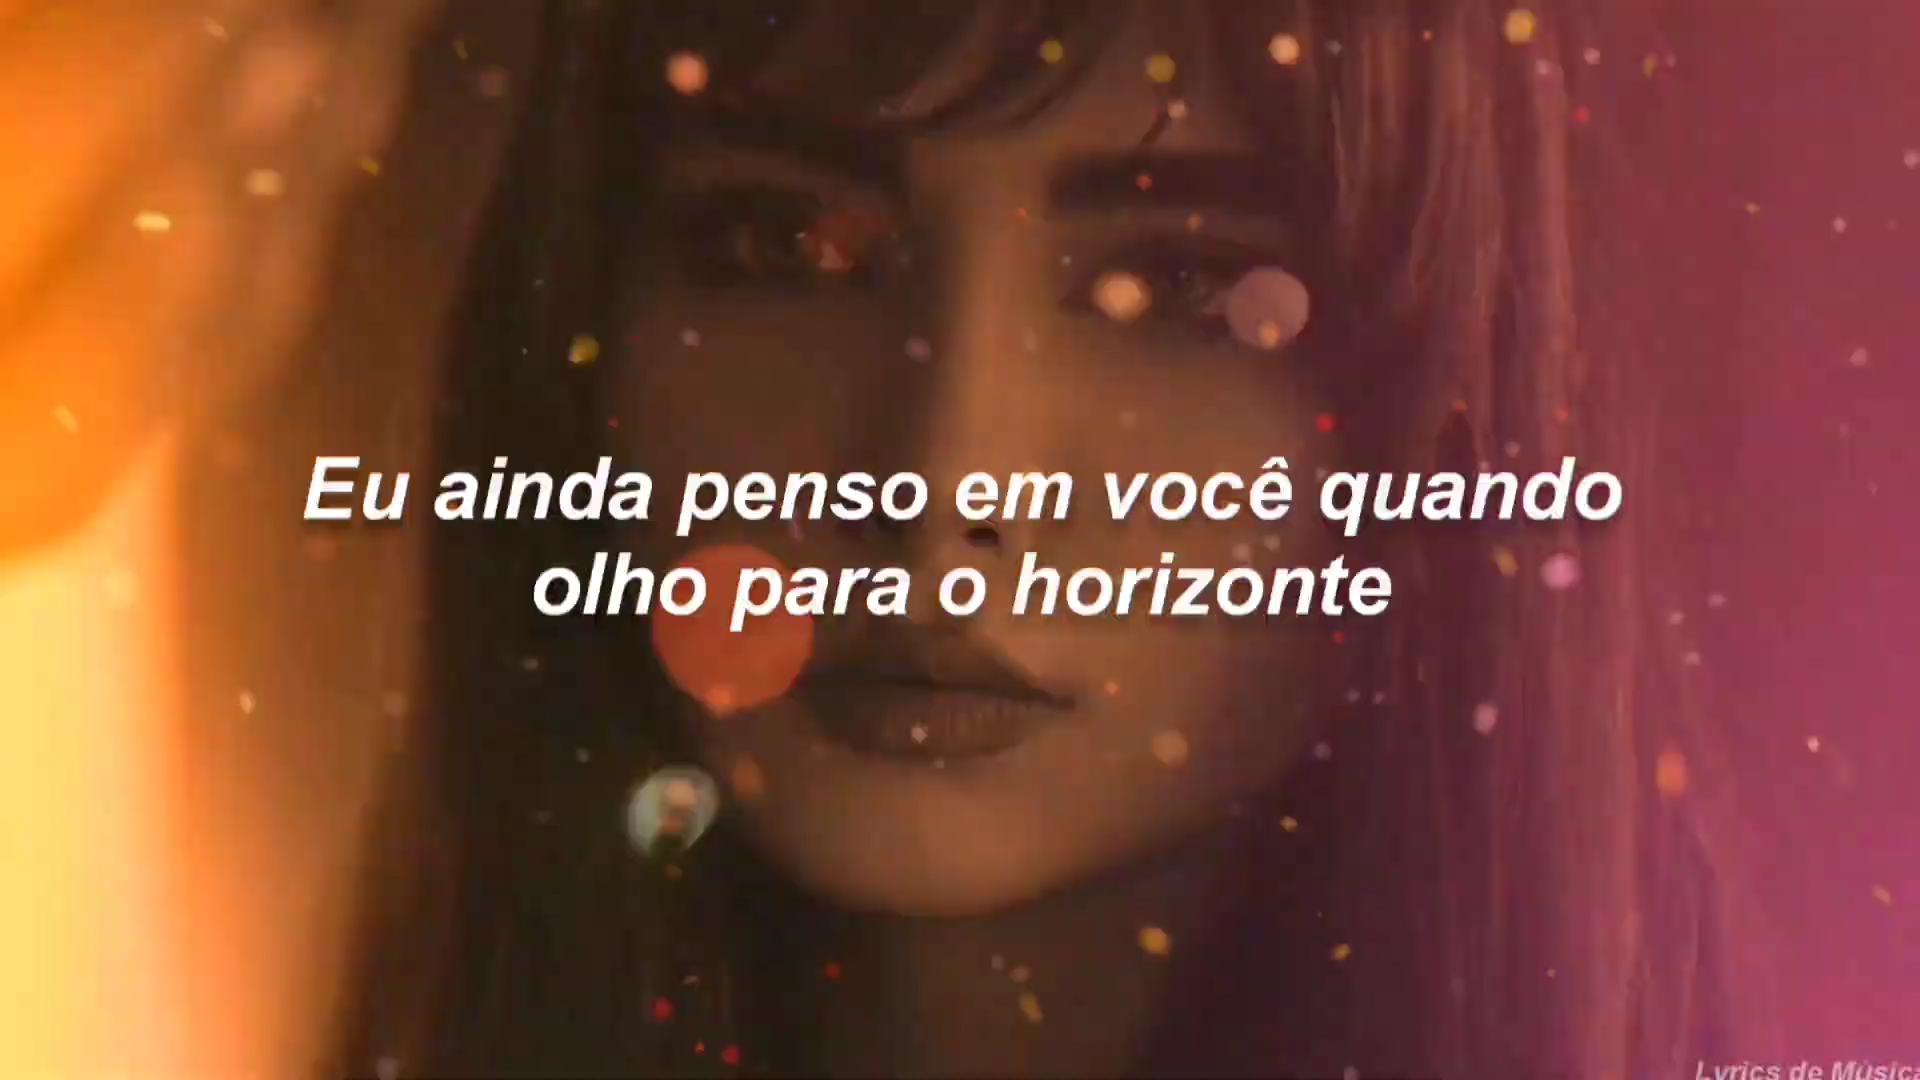 Eu ainda penso em você quando
olho para o horizonte
Lyrics de Música